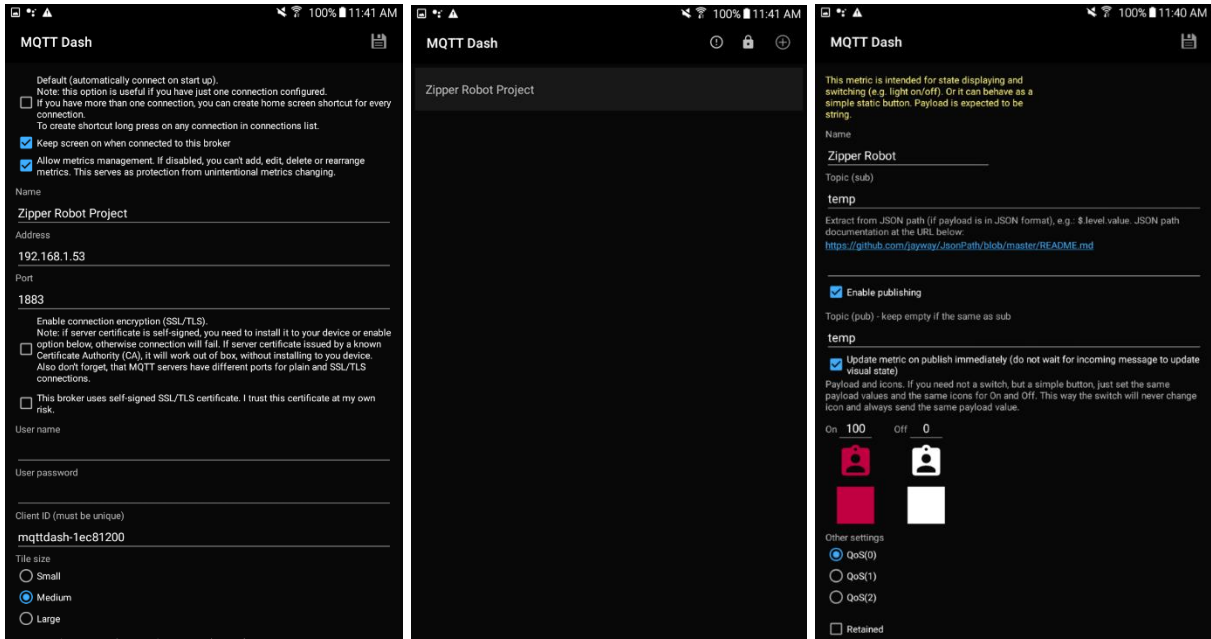 100% 11:41 AM
MQTT Dash
Default (automatically connect on start up).
Note: this option is useful if you have just one connection configured.
If you have more than one connection, you can create home screen shortcut for every
connection.
To create shortcut long press on any connection in connections list.
Keep screen on when connected to this broker
Allow metrics management. If disabled, you can't add, edit, delete or rearrange
metrics. This serves as protection from unintentional metrics changing.
Name
Zipper Robot Project
Address
192.168.1.53
Port
1883
Enable connection encryption (SSL/TLS).
Note: if server certificate is self-signed, you need to install it to your device or enable
option below, otherwise connection will fail. If server certificate issued by a known
Certificate Authority (CA), it will work out of box, without installing to you device.
Also don't forget, that MQTT servers have different ports for plain and SSL/TLS
connections.
This broker uses self-signed SSL/TLS certificate. I trust this certificate at my own
risk.
User name
User password
Client ID (must be unique)
mqttdash-1ec81200
Tile size
Small
Medium
Large
100% 11:41 AM
MQTT Dash
Zipper Robot Project
100% 11:40 AM
MQTT Dash
This metric is intended for state displaying and
switching (e.g. light on/off). Or it can behave as a
simple static button. Payload is expected to be
string.
Name
Zipper Robot
Topic (sub)
temp
Extract from JSON path (if payload is in JSON format), e.g.: $.level.value. JSON path
documentation at the URL below:
https://github.com/jayway/JsonPath/blob/master/README.md
Enable publishing
Topic (pub) - keep empty if the same as sub
temp
Update metric on publish immediately (do not wait for incoming message to update
visual state)
Payload and icons. If you need not a switch, but a simple button, just set the same
payload values and the same icons for On and Off. This way the switch will never change
icon and always send the same payload value.
On 100 Off 0
Other settings
QoS(0)
QoS(1)
QoS(2)
Retained